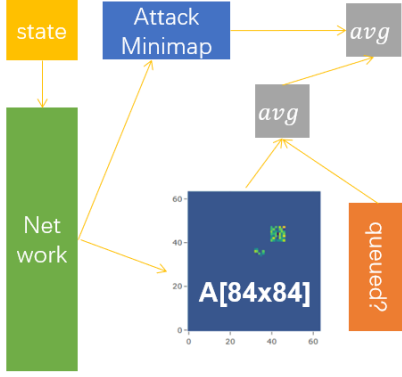 state
Attack
Minimap
avg
avg
Net
work
60
40
20
0
A[84x84]
0
20
40
60
queued?